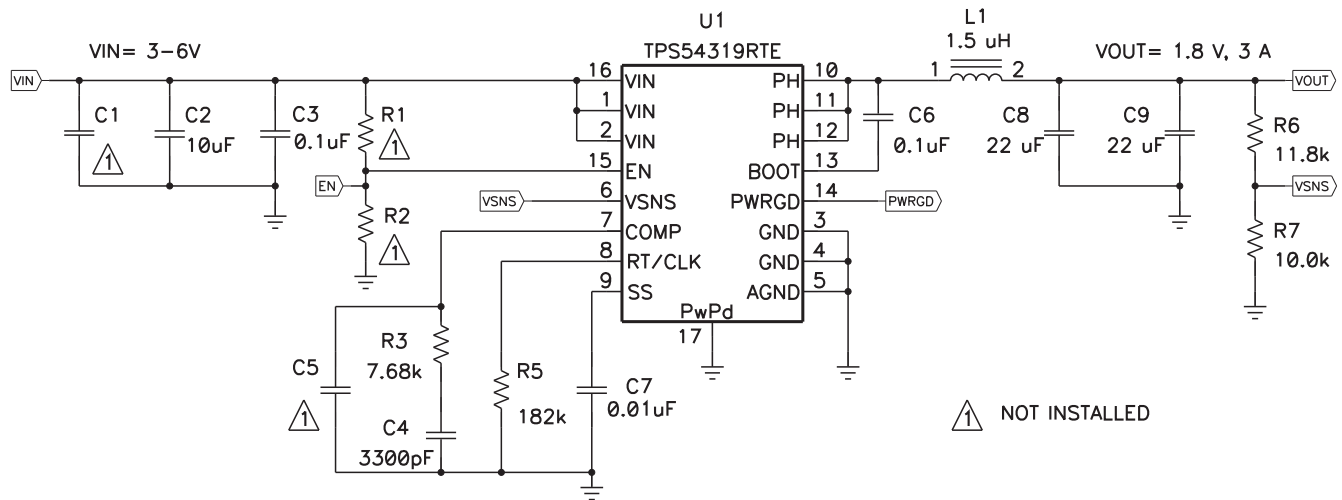 U1
TPS54319RTE
L1
1.5 uH
VIN= 3-6V
VOUT= 1.8 V, 3 A
VIN
16
VIN
PH
10
1
2
VOUT
C1
1
C2
10uF
C3
0.1uF
R1
1
1
VIN
PH
11
C6
0.1uF
C8
22 uF
C9
22 uF
R6
11.8k
2
VIN
PH
12
15
EN
BOOT
13
EN
VSNS
6
VSNS
PWRGD
14
PWRGD
VSNS
R2
1
7
COMP
GND
3
R7
10.0k
8
RT/CLK
GND
4
9
SS
AGND
5
PwPd
17
R3
7.68k
C5
1
R5
182k
C7
0.01uF
C4
3300pF
1 NOT INSTALLED